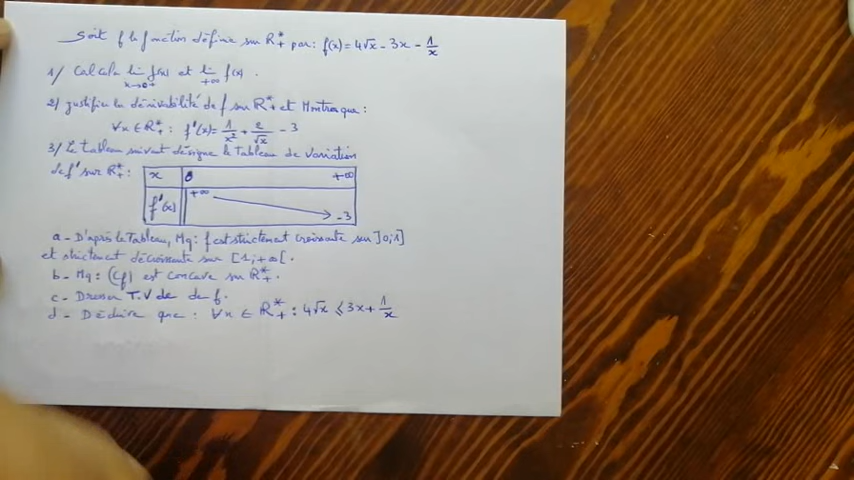 Soit f la fonction définie sur R*+ par: f(x) = 4√x - 3x - 1/x
1/ Calculer lim x→0+ f(x) et lim +∞ f(x).
2/ Justifier la dérivabilité de f sur R*+ et Montrer que:
∀x ∈ R*+ : f'(x) = 1/x² + 2/√x - 3
3/ Le tableau suivant désigne le Tableau de Variation
de f' sur R*+ :
x 0 +∞
f'(x) +∞ -3
a - D'après le Tableau, Mq: f est strictement croissante sur ]0;1]
et strictement décroissante sur [1;+∞[.
b - Mq: (Cf) est concave sur R*+.
c - Dresser T.V de de f.
d - Déduire que : ∀x ∈ R*+ : 4√x ≤ 3x + 1/x